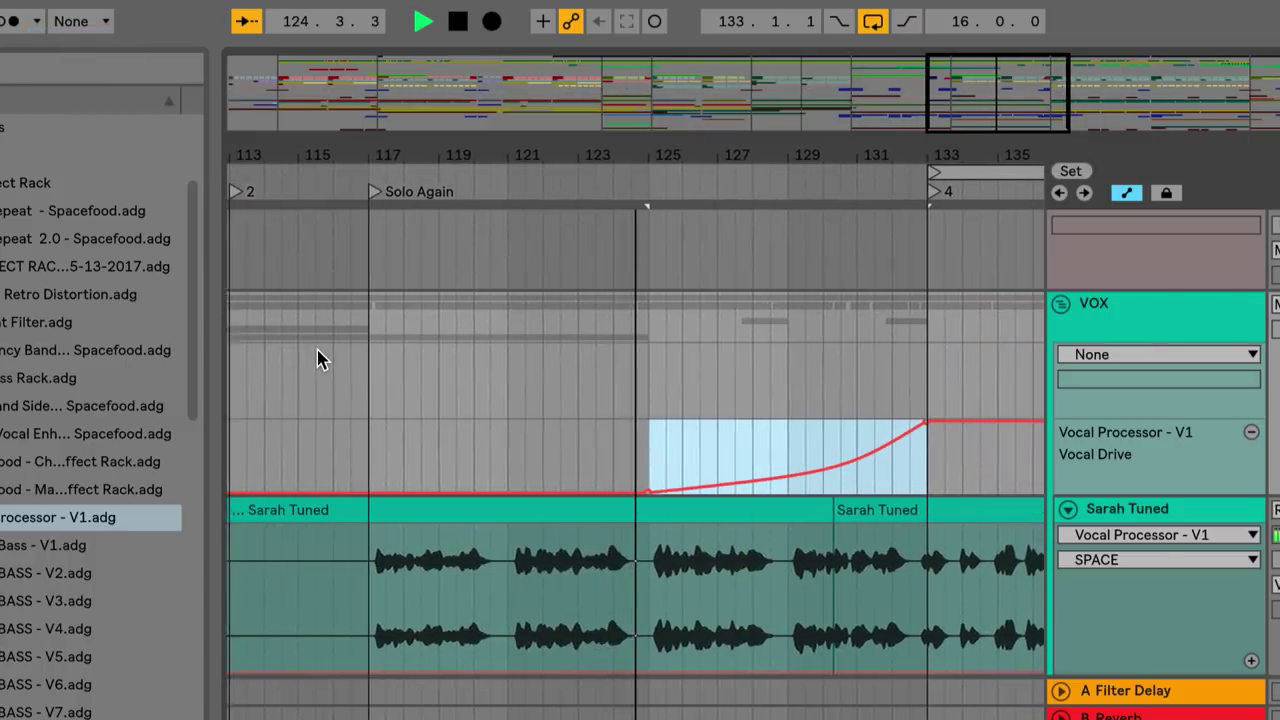 None
124 . 3 . 3
133 . 1 . 1
16 . 0 . 0
113
115
117
119
121
123
125
127
129
131
133
135
Set
2
Solo Again
4
s
ect Rack
epeat - Spacefood.adg
epeat 2.0 - Spacefood.adg
ECT RAC...5-13-2017.adg
Retro Distortion.adg
t Filter.adg
ncy Band... Spacefood.adg
ss Rack.adg
and Side... Spacefood.adg
Vocal Enh... Spacefood.adg
ood - Ch...ffect Rack.adg
ood - Ma...ffect Rack.adg
rocessor - V1.adg
Bass - V1.adg
BASS - V2.adg
BASS - V3.adg
BASS - V4.adg
BASS - V5.adg
BASS - V6.adg
BASS - V7.adg
VOX
None
Vocal Processor - V1
Vocal Drive
... Sarah Tuned
Sarah Tuned
Sarah Tuned
Vocal Processor - V1
SPACE
A Filter Delay
B Reverb